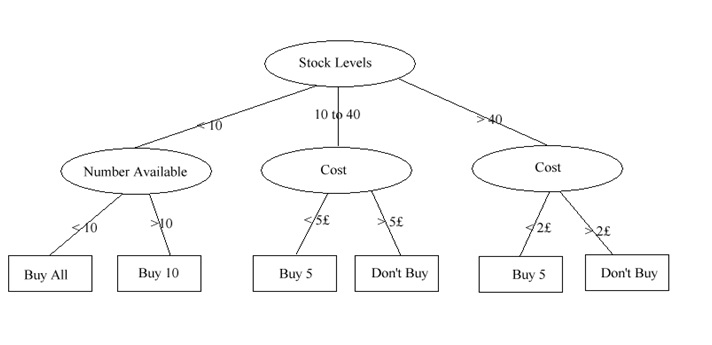 Stock Levels
< 10
10 to 40
> 40
Number Available
Cost
Cost
< 10
>10
< 5£
> 5£
< 2£
> 2£
Buy All
Buy 10
Buy 5
Don't Buy
Buy 5
Don't Buy